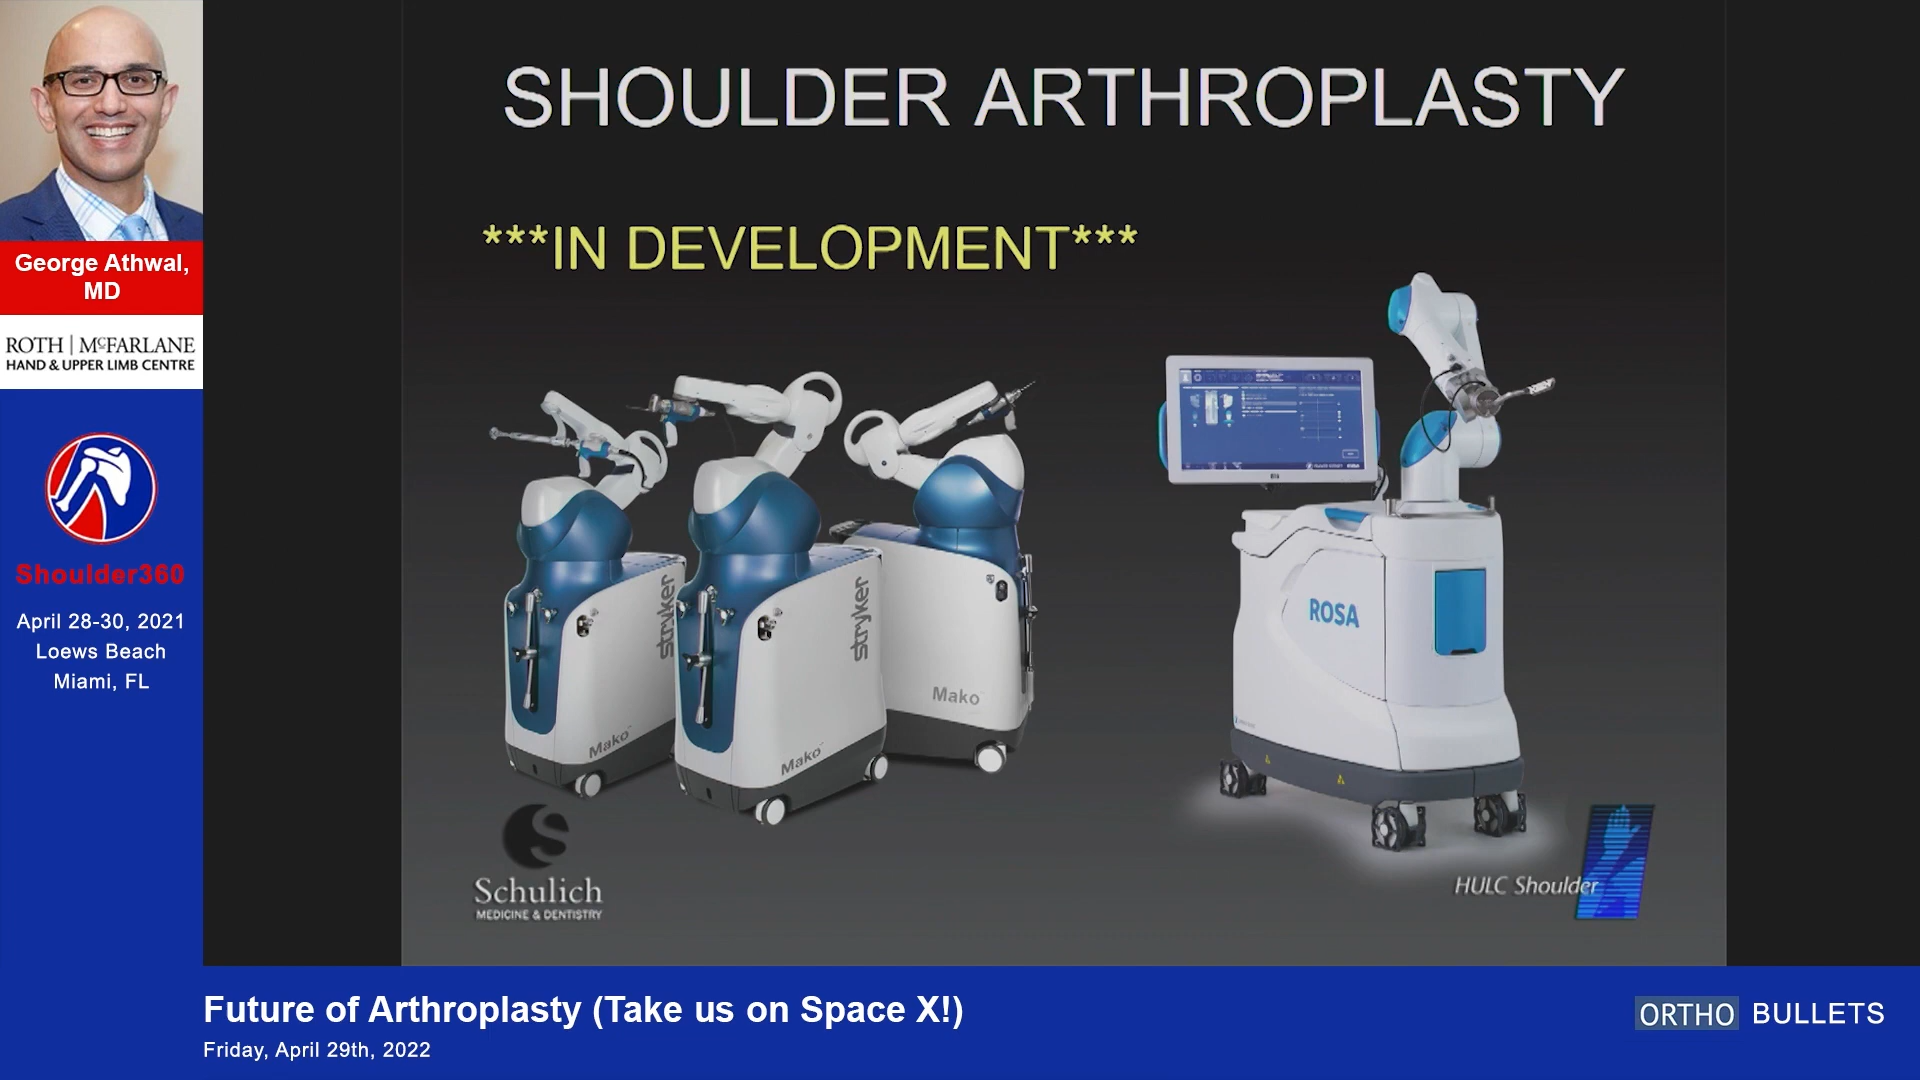 SHOULDER ARTHROPLASTY
***IN DEVELOPMENT***
George Athwal,
MD
ROTH | McFARLANE
HAND & UPPER LIMB CENTRE
Shoulder360
April 28-30, 2021
Loews Beach
Miami, FL
stryker
stryker
Mako
Mako
Mako
ROSA
Schulich
MEDICINE & DENTISTRY
HULC Shoulder
Future of Arthroplasty (Take us on Space X!)
Friday, April 29th, 2022
ORTHO BULLETS